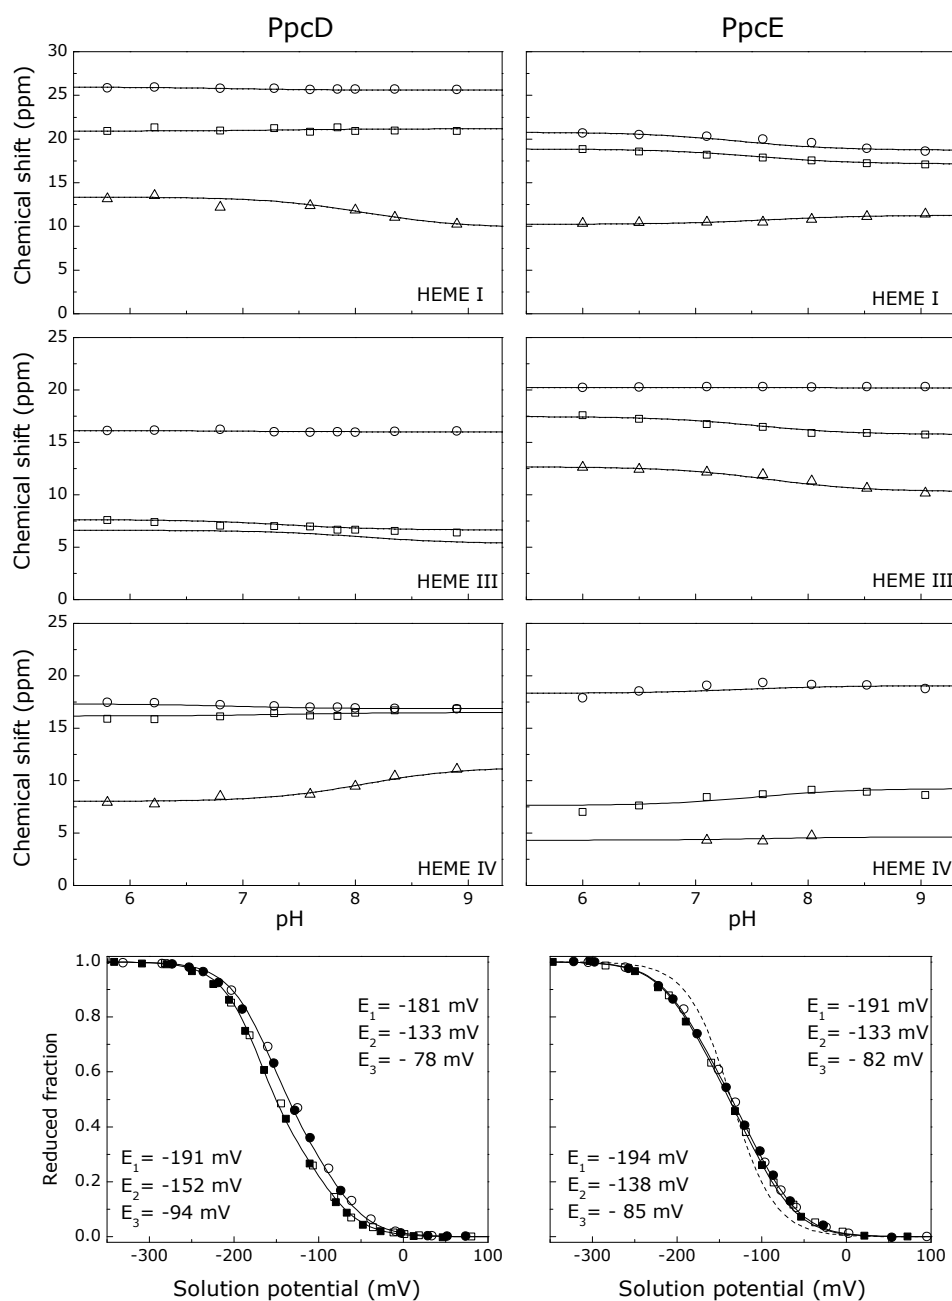 PpcD
PpcE
30
25
20
15
10
5
0
Chemical shift (ppm)
HEME I
HEME I
25
20
15
10
5
0
Chemical shift (ppm)
HEME III
HEME III
25
20
15
10
5
0
Chemical shift (ppm)
HEME IV
HEME IV
6 7 8 9
6 7 8 9
pH
pH
1.0
0.8
0.6
0.4
0.2
0.0
Reduced fraction
E1= -181 mV
E2= -133 mV
E3= - 78 mV
E1= -191 mV
E2= -152 mV
E3= -94 mV
E1= -191 mV
E2= -133 mV
E3= - 82 mV
E1= -194 mV
E2= -138 mV
E3= - 85 mV
-300 -200 -100 0 100
-300 -200 -100 0 100
Solution potential (mV)
Solution potential (mV)